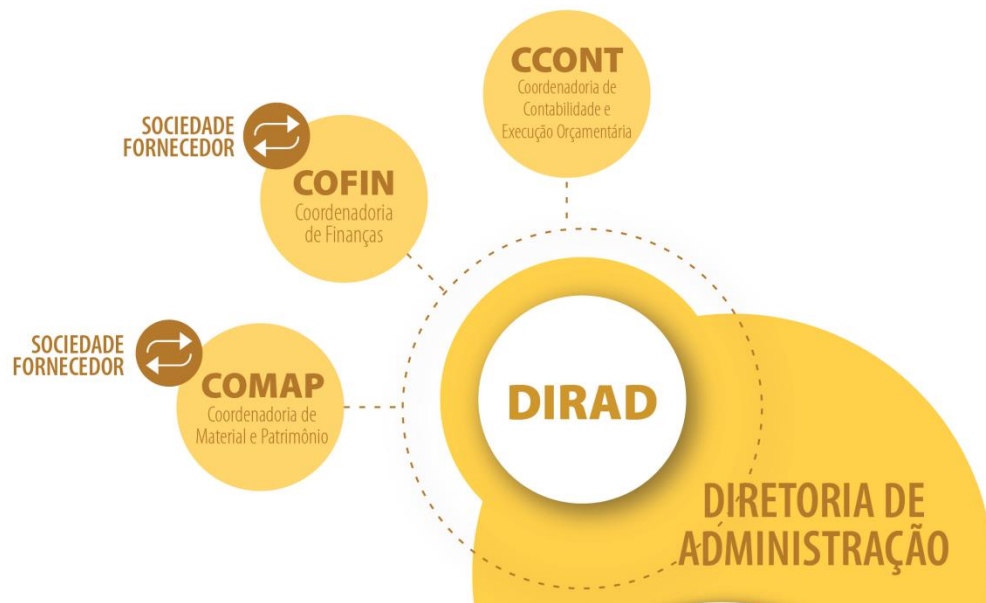 CCONT
Coordenadoria de
Contabilidade e
Execução Orçamentária
SOCIEDADE
FORNECEDOR
COFIN
Coordenadoria
de Finanças
SOCIEDADE
FORNECEDOR
COMAP
Coordenadoria de
Material e Patrimônio
DIRAD
DIRETORIA DE
ADMINISTRAÇÃO